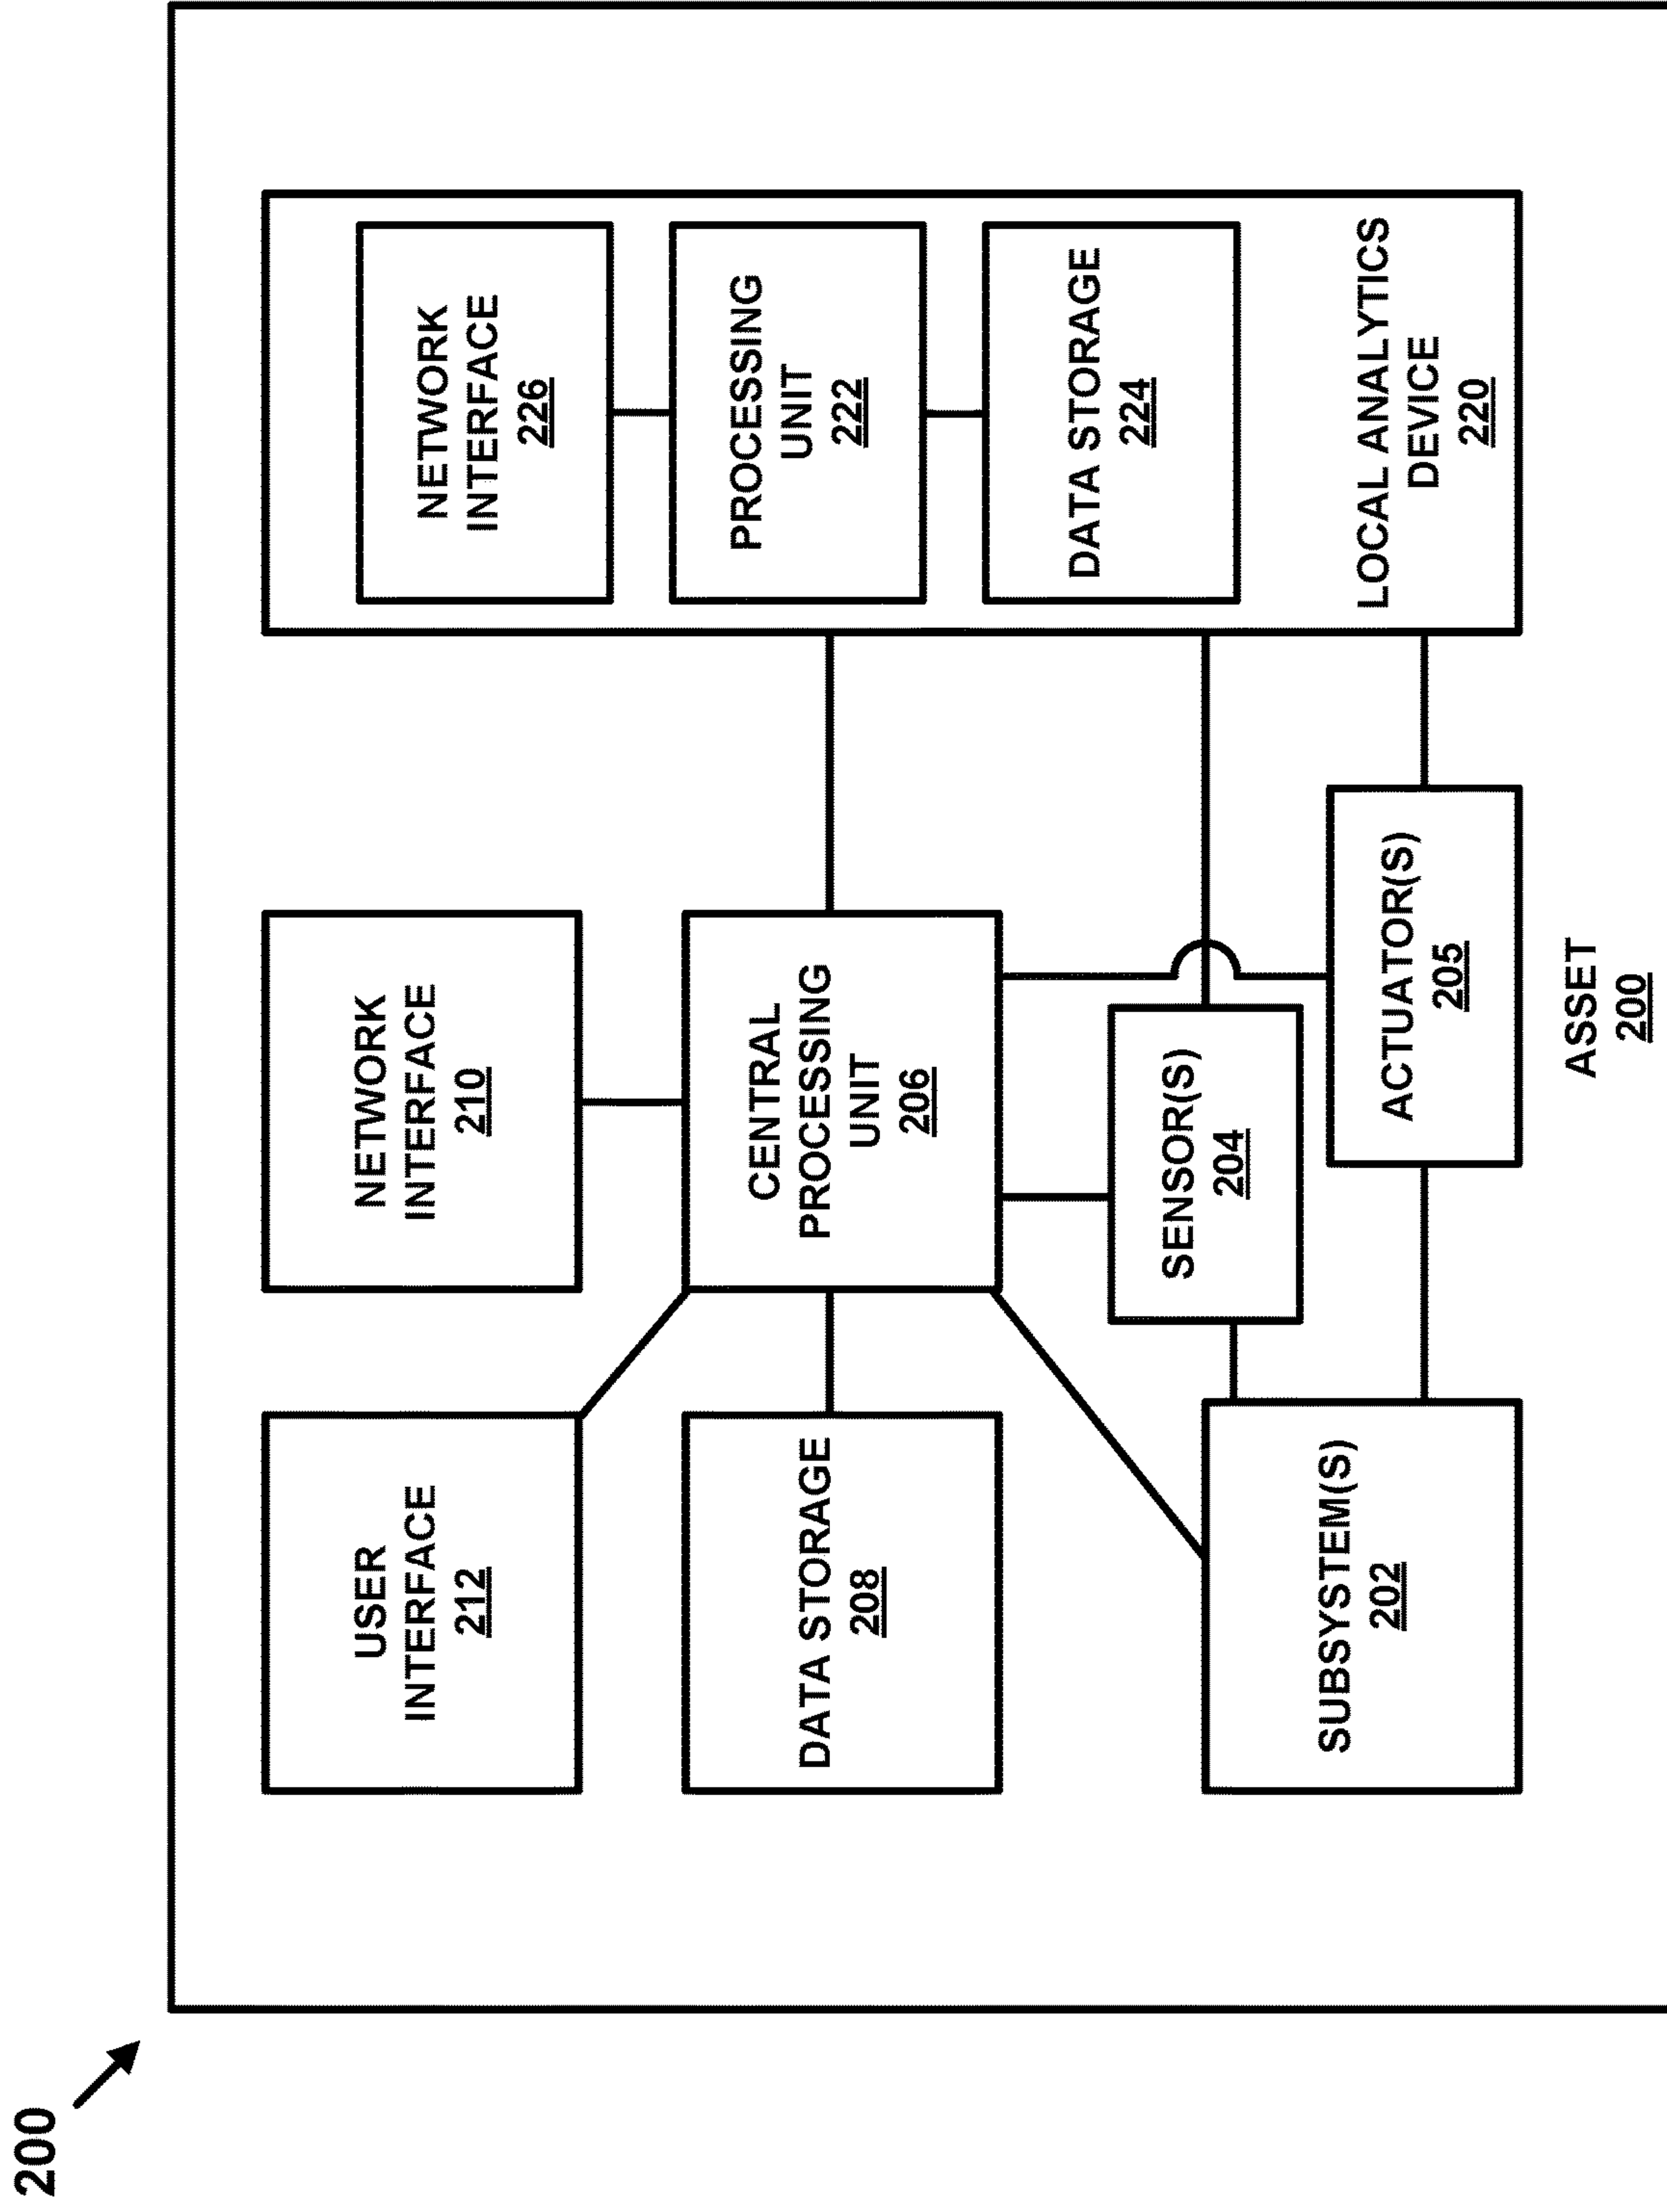 200
USER
INTERFACE
212
NETWORK
INTERFACE
210
NETWORK
INTERFACE
226
DATA STORAGE
208
CENTRAL
PROCESSING
UNIT
206
PROCESSING
UNIT
222
DATA STORAGE
224
SUBSYSTEM(S)
202
SENSOR(S)
204
ACTUATOR(S)
205
LOCAL ANALYTICS
DEVICE
220
ASSET
200